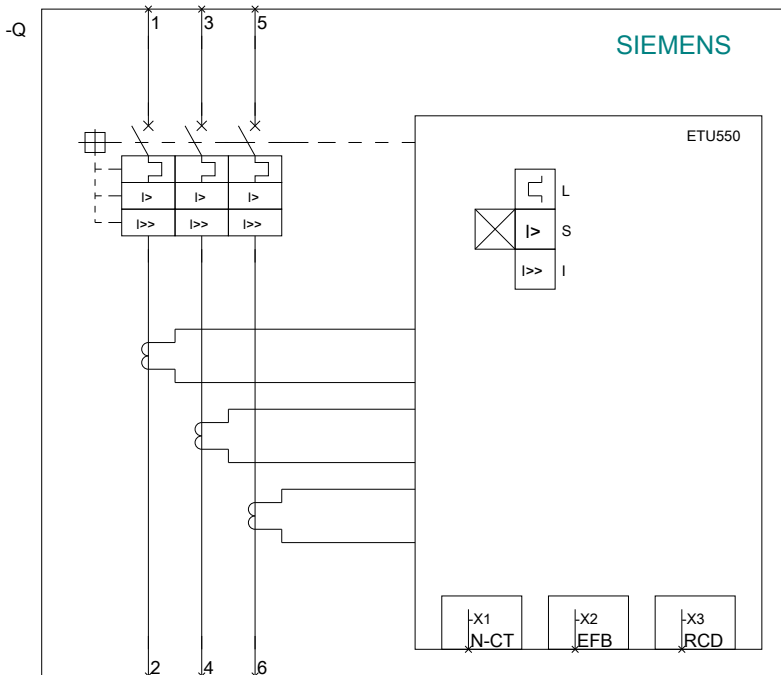 -Q
1 3 5
SIEMENS
ETU550
L
I> I> I> I> S
I>> I>> I>> I>> I
-X1 -X2 -X3
N-CT EFB RCD
2 4 6